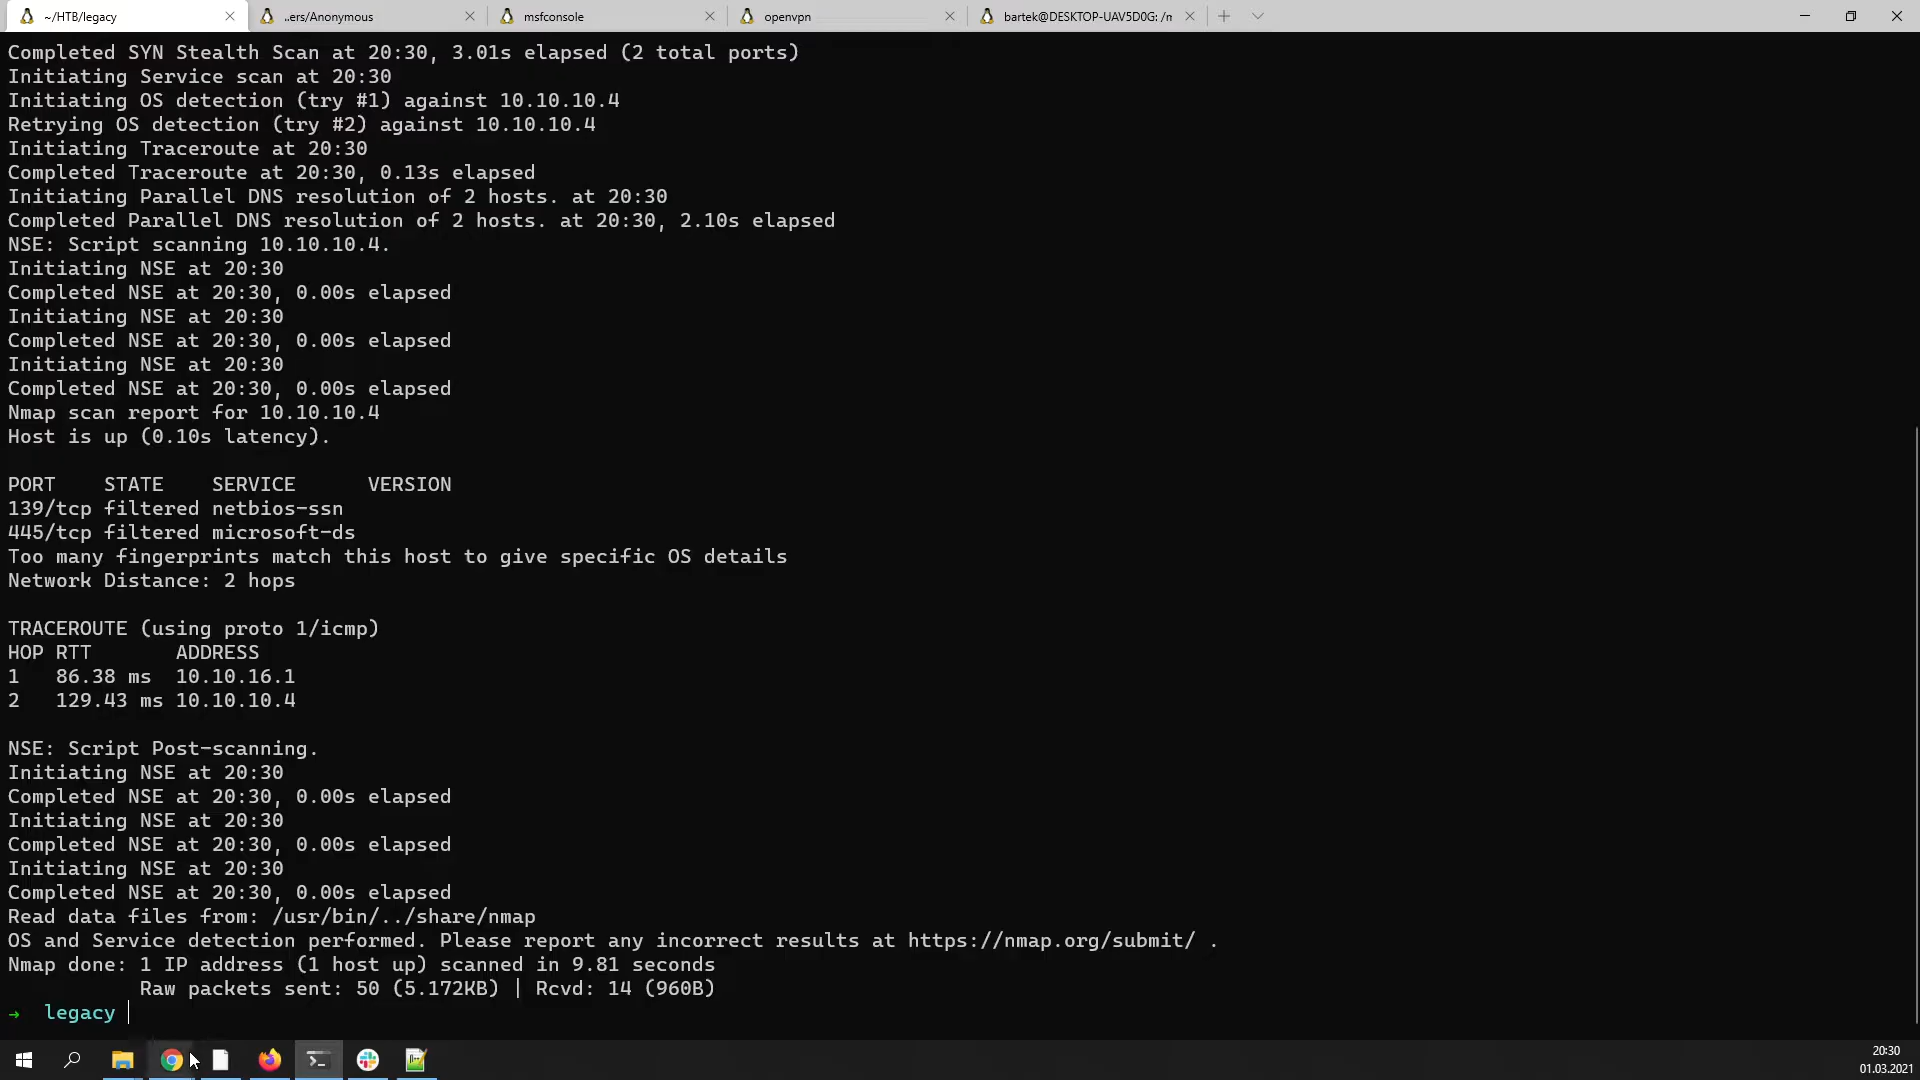 ~/HTB/legacy
..ers/Anonymous
msfconsole
openvpn
bartek@DESKTOP-UAV5D0G: /m
Completed SYN Stealth Scan at 20:30, 3.01s elapsed (2 total ports)
Initiating Service scan at 20:30
Initiating OS detection (try #1) against 10.10.10.4
Retrying OS detection (try #2) against 10.10.10.4
Initiating Traceroute at 20:30
Completed Traceroute at 20:30, 0.13s elapsed
Initiating Parallel DNS resolution of 2 hosts. at 20:30
Completed Parallel DNS resolution of 2 hosts. at 20:30, 2.10s elapsed
NSE: Script scanning 10.10.10.4.
Initiating NSE at 20:30
Completed NSE at 20:30, 0.00s elapsed
Initiating NSE at 20:30
Completed NSE at 20:30, 0.00s elapsed
Initiating NSE at 20:30
Completed NSE at 20:30, 0.00s elapsed
Nmap scan report for 10.10.10.4
Host is up (0.10s latency).
PORT    STATE    SERVICE      VERSION
139/tcp filtered netbios-ssn
445/tcp filtered microsoft-ds
Too many fingerprints match this host to give specific OS details
Network Distance: 2 hops
TRACEROUTE (using proto 1/icmp)
HOP RTT       ADDRESS
1   86.38 ms  10.10.16.1
2   129.43 ms 10.10.10.4
NSE: Script Post-scanning.
Initiating NSE at 20:30
Completed NSE at 20:30, 0.00s elapsed
Initiating NSE at 20:30
Completed NSE at 20:30, 0.00s elapsed
Initiating NSE at 20:30
Completed NSE at 20:30, 0.00s elapsed
Read data files from: /usr/bin/../share/nmap
OS and Service detection performed. Please report any incorrect results at https://nmap.org/submit/ .
Nmap done: 1 IP address (1 host up) scanned in 9.81 seconds
           Raw packets sent: 50 (5.172KB) | Rcvd: 14 (960B)
→  legacy
20:30
01.03.2021